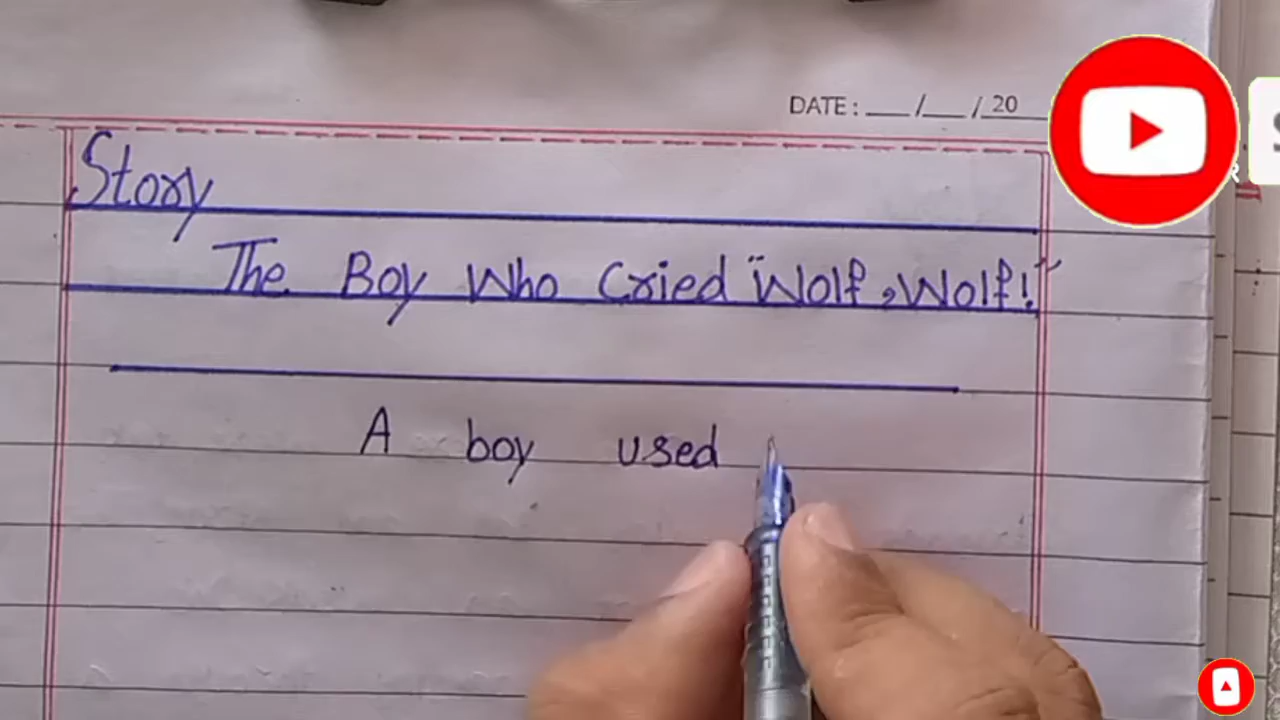 DATE : ___ /___ / 20
Story
The Boy Who Cried "Wolf, Wolf!"
A boy used